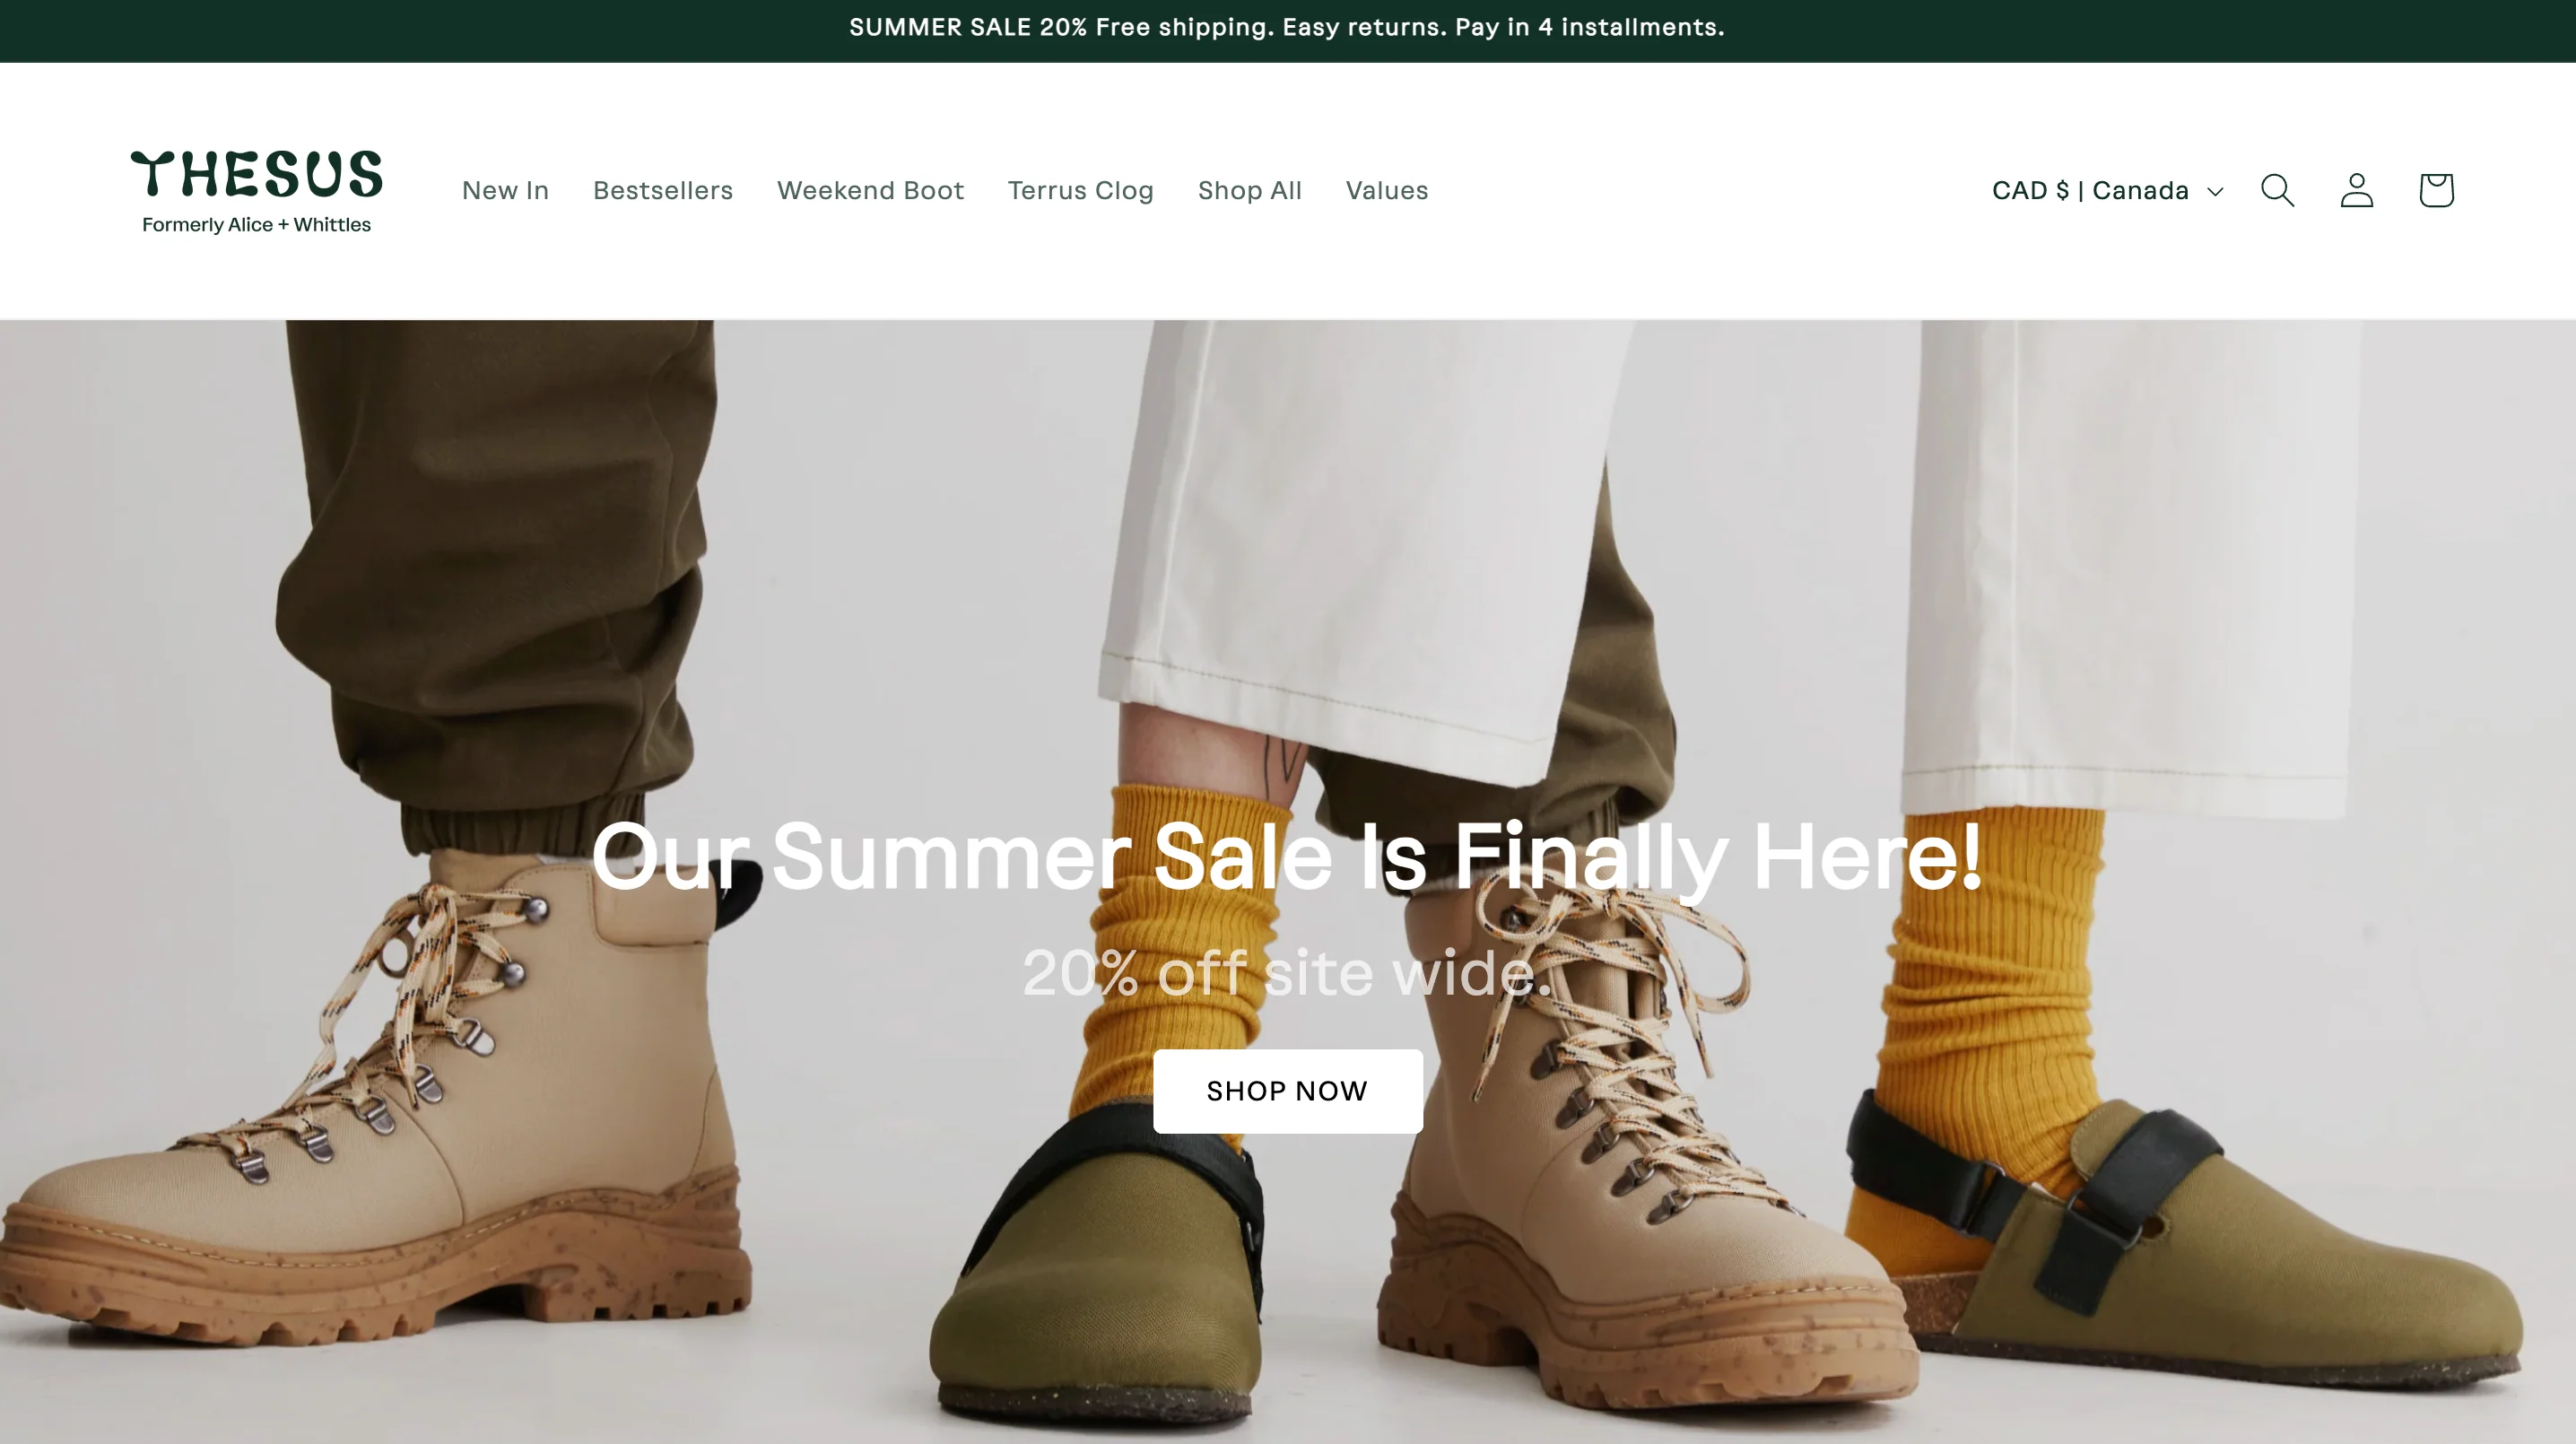 SUMMER SALE 20% Free shipping. Easy returns. Pay in 4 installments.
THESUS
Formerly Alice + Whittles
New In
Bestsellers
Weekend Boot
Terrus Clog
Shop All
Values
CAD $ | Canada
Our Summer Sale Is Finally Here!
20% off site wide.
SHOP NOW